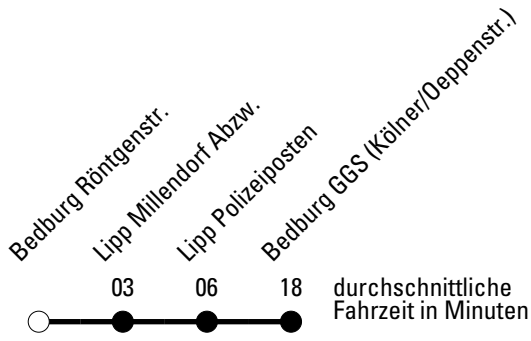 Bedburg Röntgenstr.
Lipp Millendorf Abzw.
Lipp Polizeiposten
Bedburg GGS (Kölner/Oeppenstr.)
03 06 18 durchschnittliche
Fahrzeit in Minuten